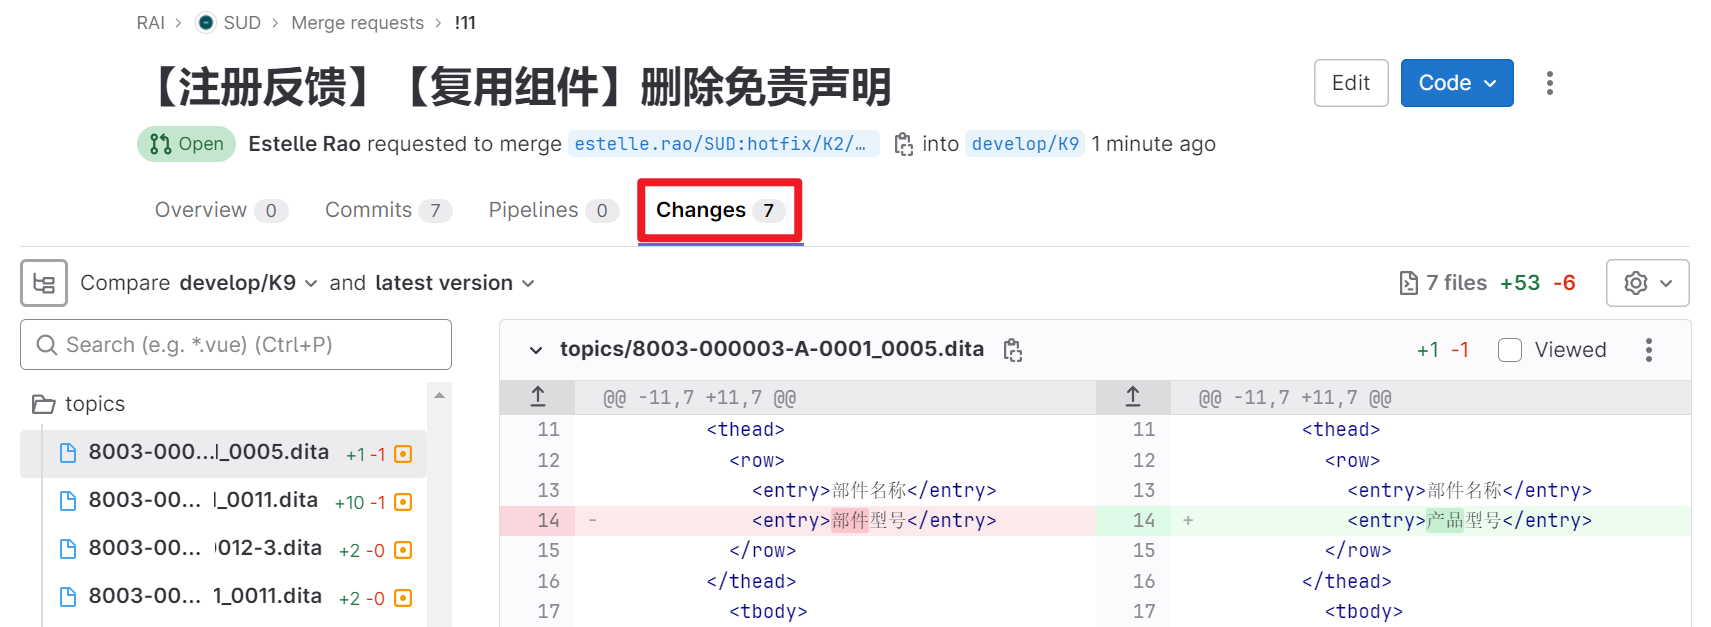 RAI > SUD > Merge requests > !11
【注册反馈】【复用组件】删除免责声明
Edit
Code
Open Estelle Rao requested to merge estelle.rao/SUD:hotfix/K2/… into develop/K9 1 minute ago
Overview 0 Commits 7 Pipelines 0 Changes 7
Compare develop/K9 and latest version
7 files +53 -6
Search (e.g. *.vue) (Ctrl+P)
topics
8003-000…_0005.dita +1 -1
8003-00… _0011.dita +10 -1
8003-00… 012-3.dita +2 -0
8003-00… 1_0011.dita +2 -0
topics/8003-000003-A-0001_0005.dita
+1 -1 Viewed
@@ -11,7 +11,7 @@ @@ -11,7 +11,7 @@
11 <thead> 11 <thead>
12 <row> 12 <row>
13 <entry>部件名称</entry> 13 <entry>部件名称</entry>
14 - <entry>部件型号</entry> 14 + <entry>产品型号</entry>
15 </row> 15 </row>
16 </thead> 16 </thead>
17 <tbody> 17 <tbody>